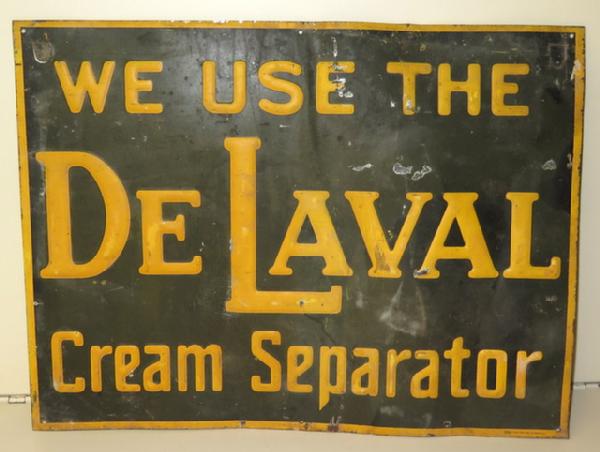 WE USE THE
DE LAVAL
Cream Separator